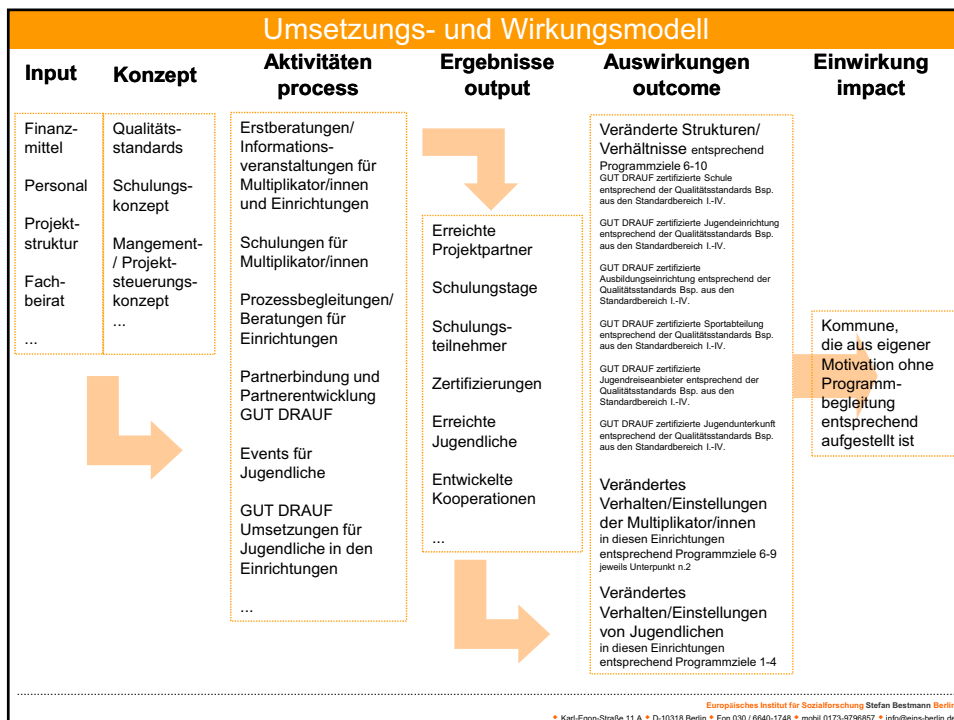 Umsetzungs- und Wirkungsmodell
Input
Konzept
Aktivitäten
process
Ergebnisse
output
Auswirkungen
outcome
Einwirkung
impact
Finanz-
mittel
Personal
Projekt-
struktur
Fach-
beirat
...
Qualitäts-
standards
Schulungs-
konzept
Mangement-
/ Projekt-
steuerungs-
konzept
...
Erstberatungen/
Informations-
veranstaltungen für
Multiplikator/innen
und Einrichtungen
Schulungen für
Multiplikator/innen
Prozessbegleitungen/
Beratungen für
Einrichtungen
Partnerbindung und
Partnerentwicklung
GUT DRAUF
Events für
Jugendliche
GUT DRAUF
Umsetzungen für
Jugendliche in den
Einrichtungen
...
Erreichte
Projektpartner
Schulungstage
Schulungs-
teilnehmer
Zertifizierungen
Erreichte
Jugendliche
Entwickelte
Kooperationen
...
Veränderte Strukturen/
Verhältnisse entsprechend
Programmziele 6-10
GUT DRAUF zertifizierte Schule
entsprechend der Qualitätsstandards Bsp.
aus den Standardbereich I.-IV.
GUT DRAUF zertifizierte Jugendeinrichtung
entsprechend der Qualitätsstandards Bsp.
aus den Standardbereich I.-IV.
GUT DRAUF zertifizierte
Ausbildungseinrichtung entsprechend der
Qualitätsstandards Bsp. aus den
Standardbereich I.-IV.
GUT DRAUF zertifizierte Sportabteilung
entsprechend der Qualitätsstandards Bsp.
aus den Standardbereich I.-IV.
GUT DRAUF zertifizierte
Jugendreiseanbieter entsprechend der
Qualitätsstandards Bsp. aus den
Standardbereich I.-IV.
GUT DRAUF zertifizierte Jugendunterkunft
entsprechend der Qualitätsstandards Bsp.
aus den Standardbereich I.-IV.
Verändertes
Verhalten/Einstellungen
der Multiplikator/innen
in diesen Einrichtungen
entsprechend Programmziele 6-9
jeweils Unterpunkt n.2
Verändertes
Verhalten/Einstellungen
von Jugendlichen
in diesen Einrichtungen
entsprechend Programmziele 1-4
Kommune,
die aus eigener
Motivation ohne
Programm-
begleitung
entsprechend
aufgestellt ist
Europäisches Institut für Sozialforschung Stefan Bestmann Berlin
♦ Karl-Egon-Straße 11 A ♦ D-10318 Berlin ♦ Fon 030 / 6640-1748 ♦ mobil 0173-9796857 ♦ info@eins-berlin.de